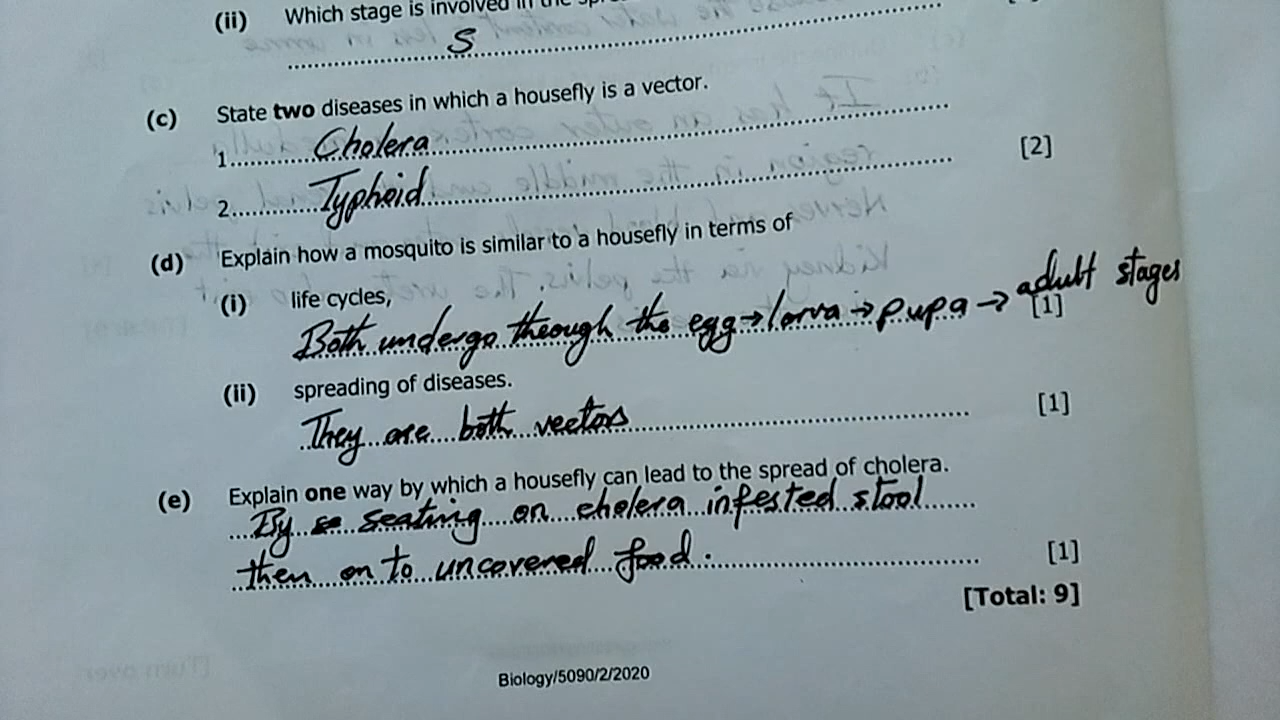 (ii) Which stage is involved in the
S
(c) State two diseases in which a housefly is a vector.
1 Cholera
[2]
2 Typhoid
(d) Explain how a mosquito is similar to a housefly in terms of
(i) life cycles,
Both undergo through the egg → larva → pupa → adult stages
[1]
(ii) spreading of diseases.
They are both vectors
[1]
(e) Explain one way by which a housefly can lead to the spread of cholera.
By se seating on cholera infested stool
then on to uncovered food.
[1]
[Total: 9]
Biology/5090/2/2020